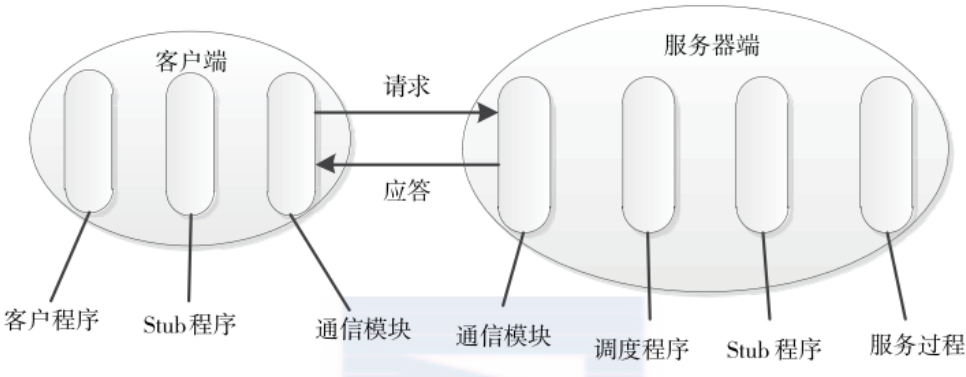 客户端
服务器端
请求
应答
客户程序
Stub 程序
通信模块
通信模块
调度程序
Stub 程序
服务过程